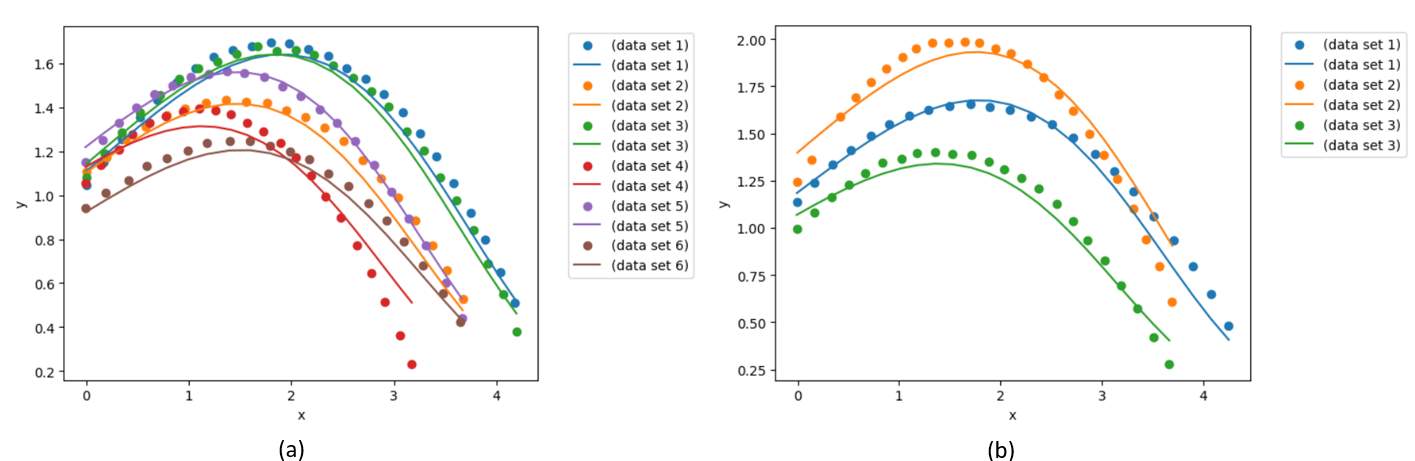 1.6
1.4
1.2
1.0
0.8
0.6
0.4
0.2
y
0 1 2 3 4
x
(data set 1)
(data set 1)
(data set 2)
(data set 2)
(data set 3)
(data set 3)
(data set 4)
(data set 4)
(data set 5)
(data set 5)
(data set 6)
(data set 6)
(a)
2.00
1.75
1.50
1.25
1.00
0.75
0.50
0.25
y
0 1 2 3 4
x
(data set 1)
(data set 1)
(data set 2)
(data set 2)
(data set 3)
(data set 3)
(b)